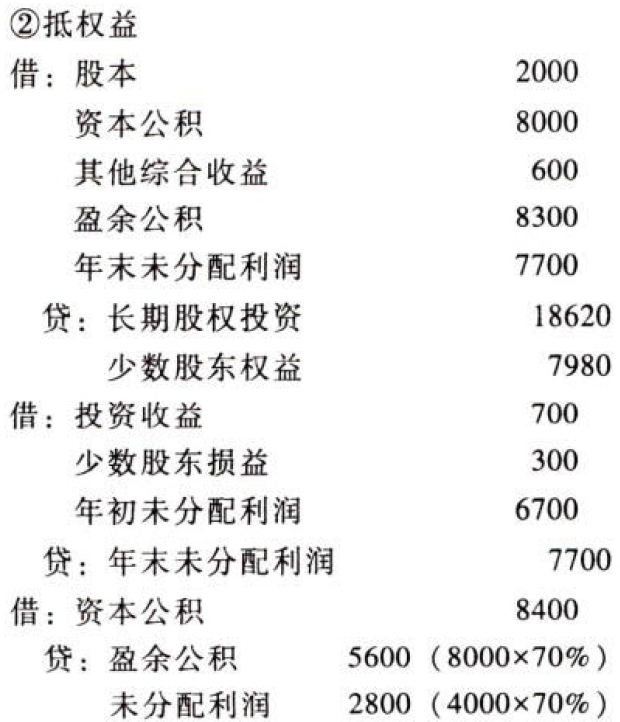 ②抵权益
借：股本 2000
资本公积 8000
其他综合收益 600
盈余公积 8300
年末未分配利润 7700
贷：长期股权投资 18620
少数股东权益 7980
借：投资收益 700
少数股东损益 300
年初未分配利润 6700
贷：年末未分配利润 7700
借：资本公积 8400
贷：盈余公积 5600（8000×70%）
未分配利润 2800（4000×70%）